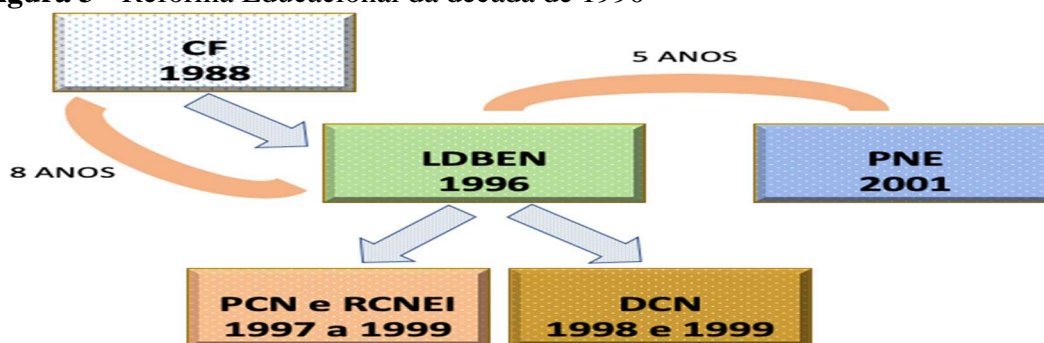 Figura 3 - Reforma Educacional da década de 1990
CF
1988
5 ANOS
LDBEN
1996
PNE
2001
8 ANOS
PCN e RCNEI
1997 a 1999
DCN
1998 e 1999